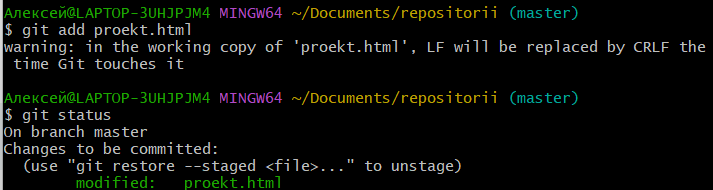 Алексей@LAPTOP-3UHJPJM4 MINGW64 ~/Documents/repositorii (master)
$ git add proekt.html
warning: in the working copy of 'proekt.html', LF will be replaced by CRLF the
 time Git touches it
Алексей@LAPTOP-3UHJPJM4 MINGW64 ~/Documents/repositorii (master)
$ git status
On branch master
Changes to be committed:
  (use "git restore --staged <file>..." to unstage)
        modified:   proekt.html